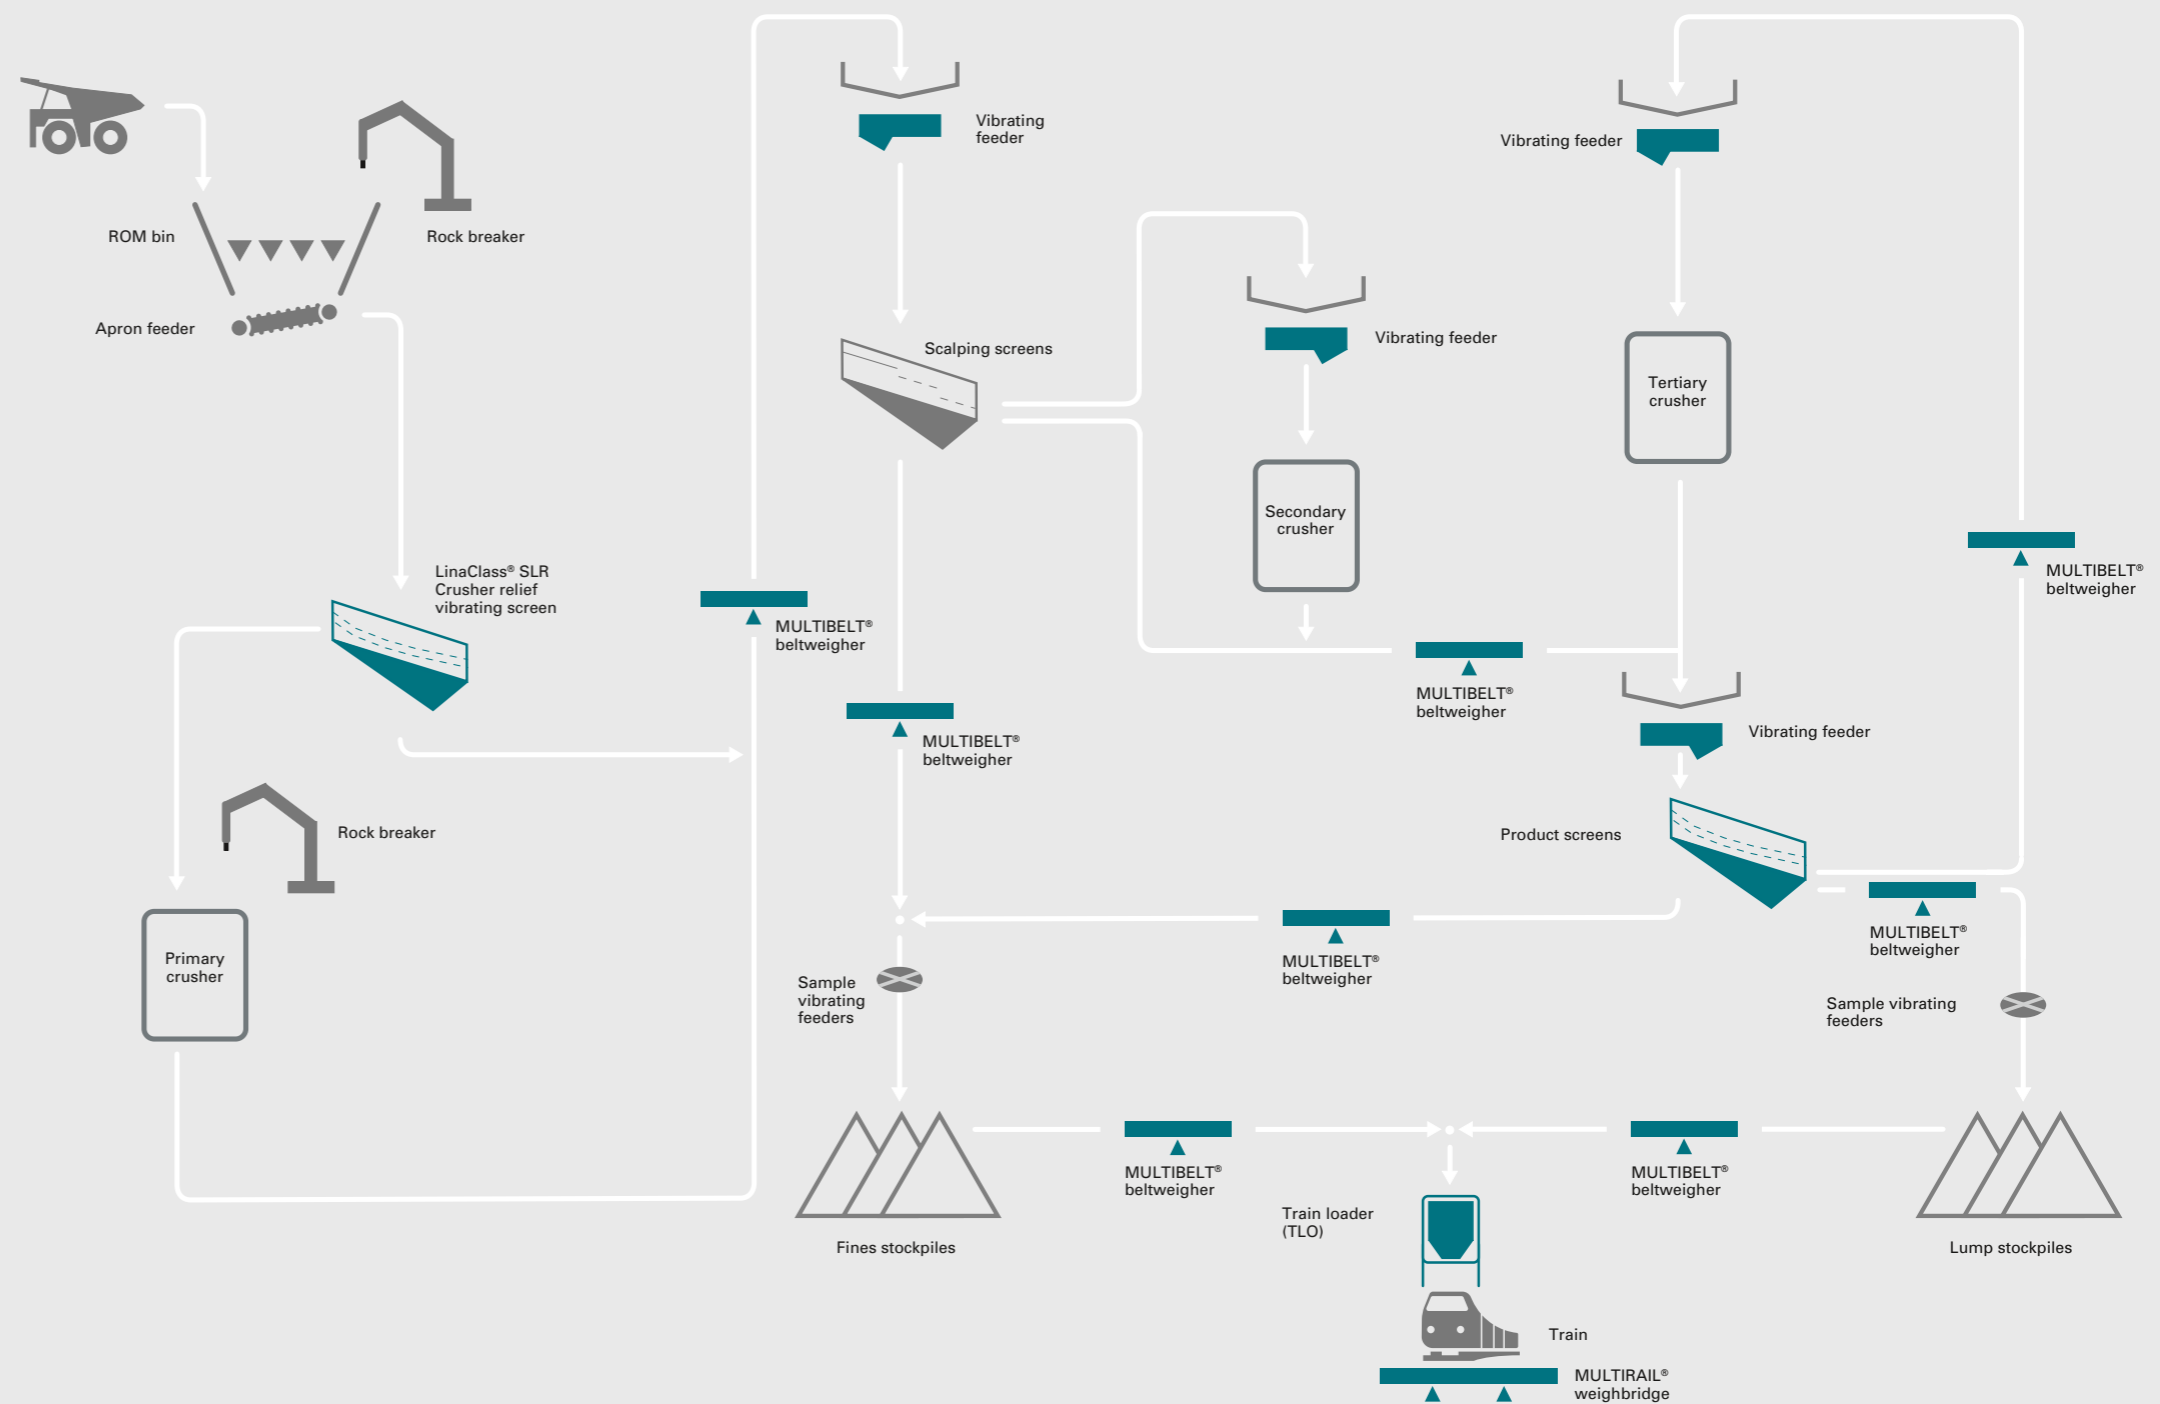 Vibrating
feeder
Vibrating feeder
ROM bin
Rock breaker
Apron feeder
Scalping screens
Vibrating feeder
Tertiary
crusher
Secondary
crusher
LinaClass® SLR
Crusher relief
vibrating screen
MULTIBELT®
beltweigher
MULTIBELT®
beltweigher
MULTIBELT®
beltweigher
MULTIBELT®
beltweigher
Vibrating feeder
Rock breaker
Product screens
Primary
crusher
MULTIBELT®
beltweigher
MULTIBELT®
beltweigher
Sample
vibrating
feeders
Sample vibrating
feeders
MULTIBELT®
beltweigher
MULTIBELT®
beltweigher
Fines stockpiles
Train loader
(TLO)
Lump stockpiles
Train
MULTIRAIL®
weighbridge